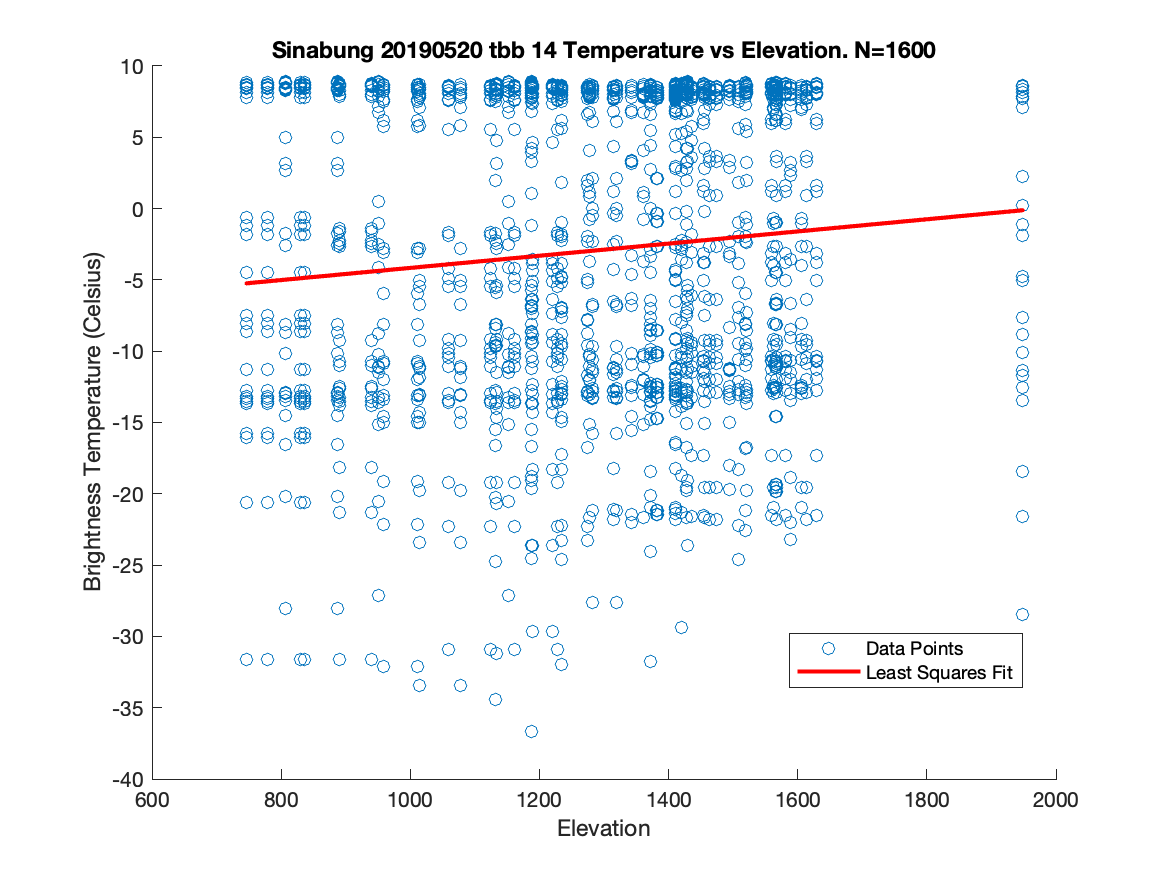 Sinabung 20190520 tbb 14 Temperature vs Elevation. N=1600
10
5
0
-5
-10
-15
-20
-25
-30
-35
-40
Brightness Temperature (Celsius)
Data Points
Least Squares Fit
600 800 1000 1200 1400 1600 1800 2000
Elevation